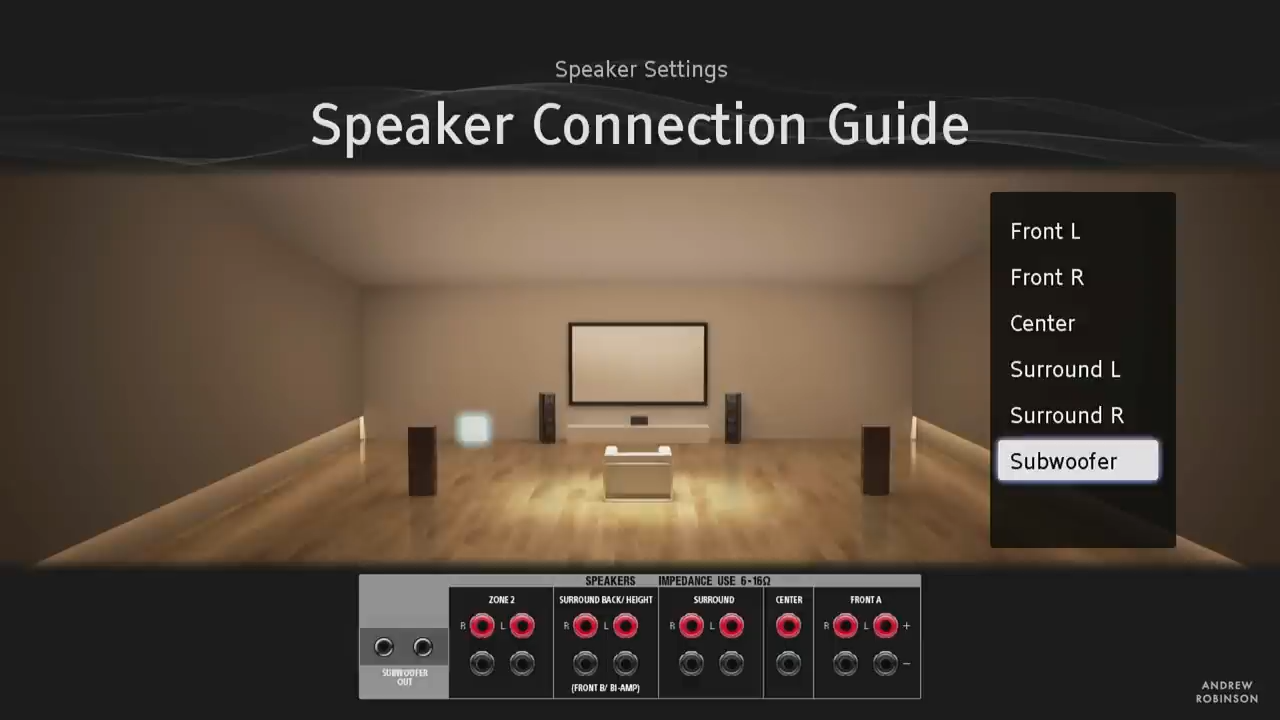 Speaker Settings
Speaker Connection Guide
Front L
Front R
Center
Surround L
Surround R
Subwoofer
SPEAKERS IMPEDANCE USE 6-16Ω
ZONE 2 SURROUND BACK/ HEIGHT SURROUND CENTER FRONT A
R L R L R L R L +
−
SUBWOOFER
OUT
(FRONT B/ BI-AMP)
ANDREW
ROBINSON